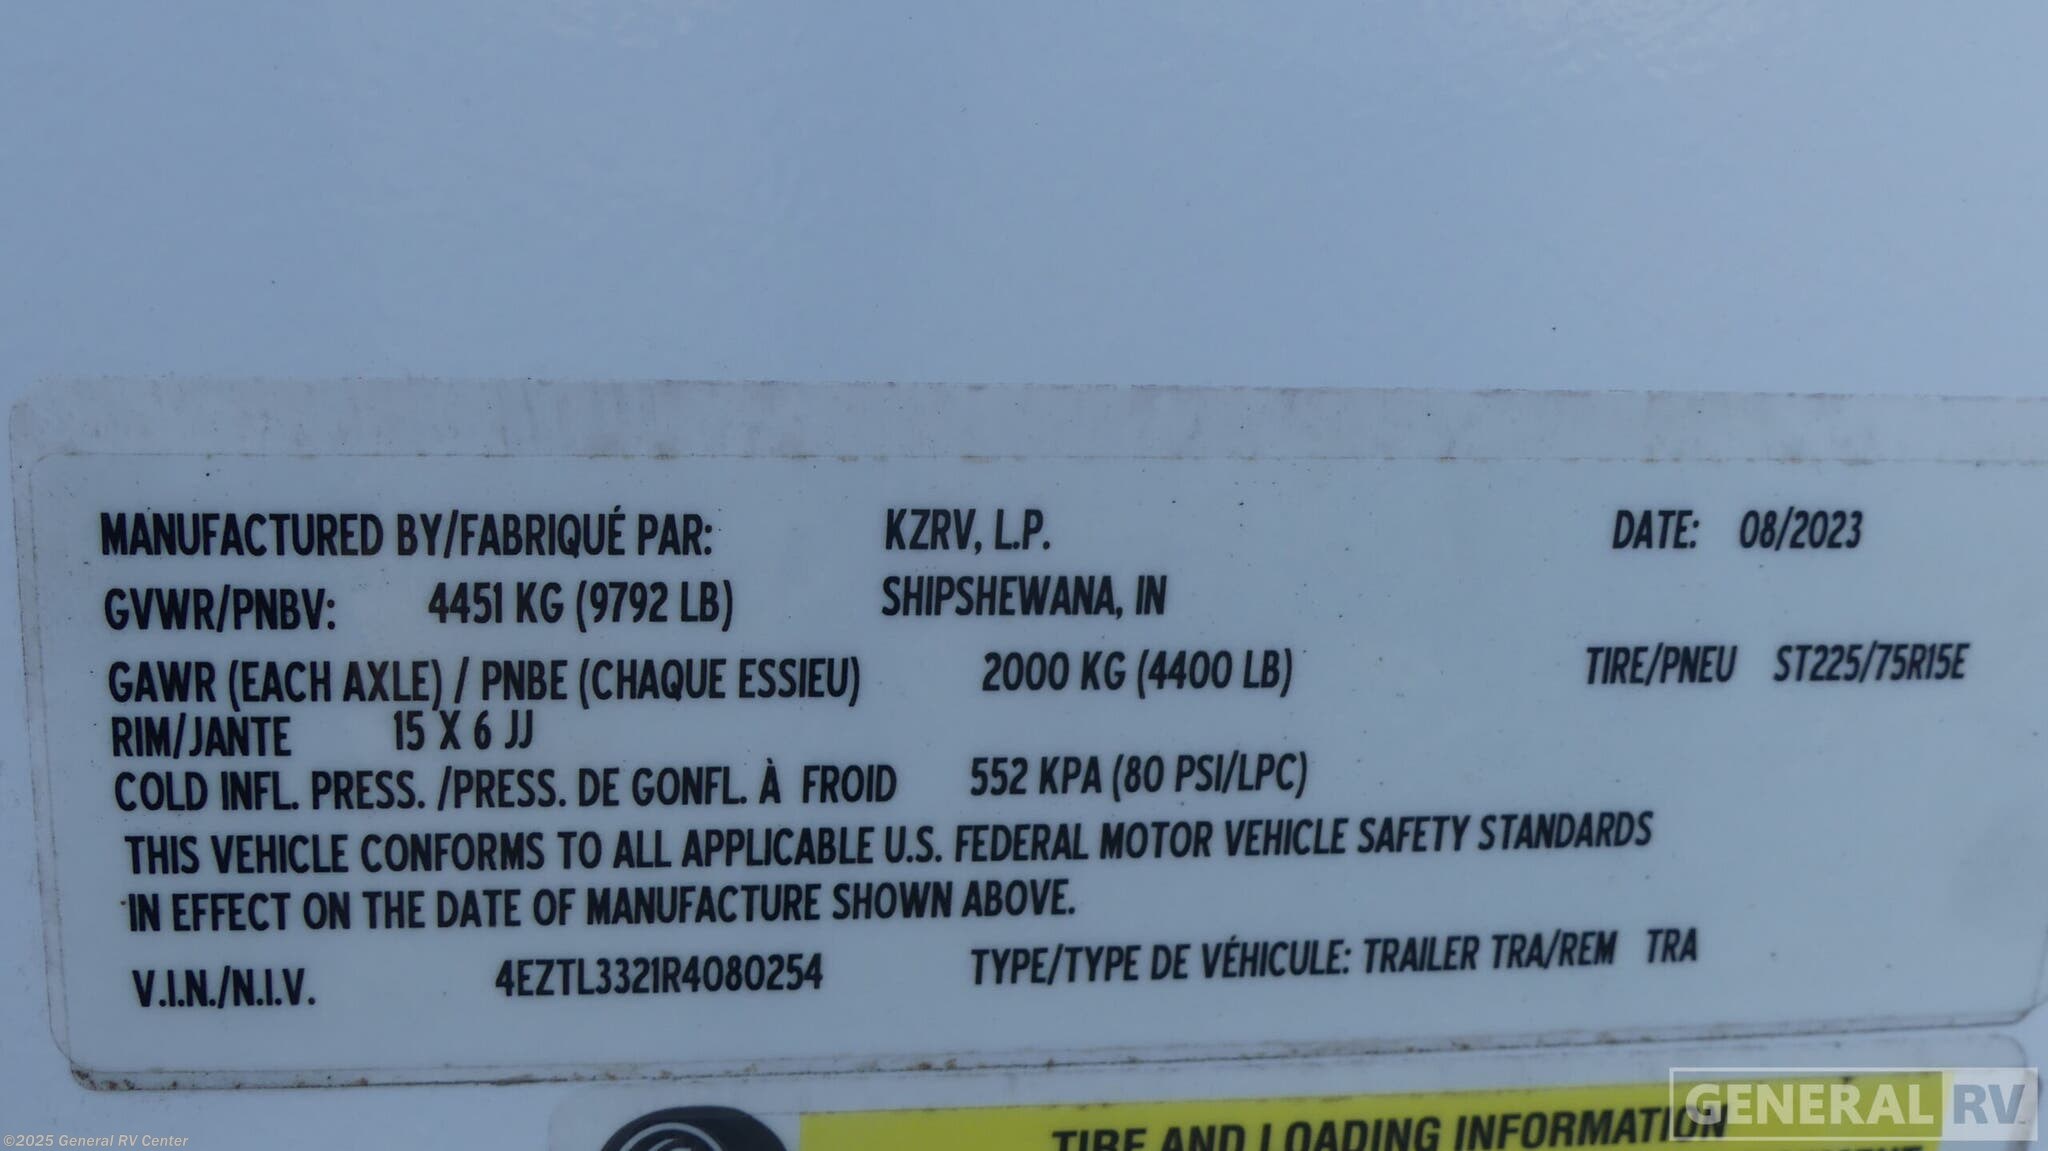 MANUFACTURED BY/FABRIQUÉ PAR: KZRV, L.P. DATE: 08/2023
GVWR/PNBV: 4451 KG (9792 LB) SHIPSHEWANA, IN
GAWR (EACH AXLE) / PNBE (CHAQUE ESSIEU) 2000 KG (4400 LB) TIRE/PNEU ST225/75R15E
RIM/JANTE 15 X 6 JJ
COLD INFL. PRESS. /PRESS. DE GONFL. À FROID 552 KPA (80 PSI/LPC)
THIS VEHICLE CONFORMS TO ALL APPLICABLE U.S. FEDERAL MOTOR VEHICLE SAFETY STANDARDS
IN EFFECT ON THE DATE OF MANUFACTURE SHOWN ABOVE.
V.I.N./N.I.V. 4EZTL3321R4080254 TYPE/TYPE DE VÉHICULE: TRAILER TRA/REM TRA
GENERAL RV
TIRE AND LOADING INFORMATION
©2025 General RV Center